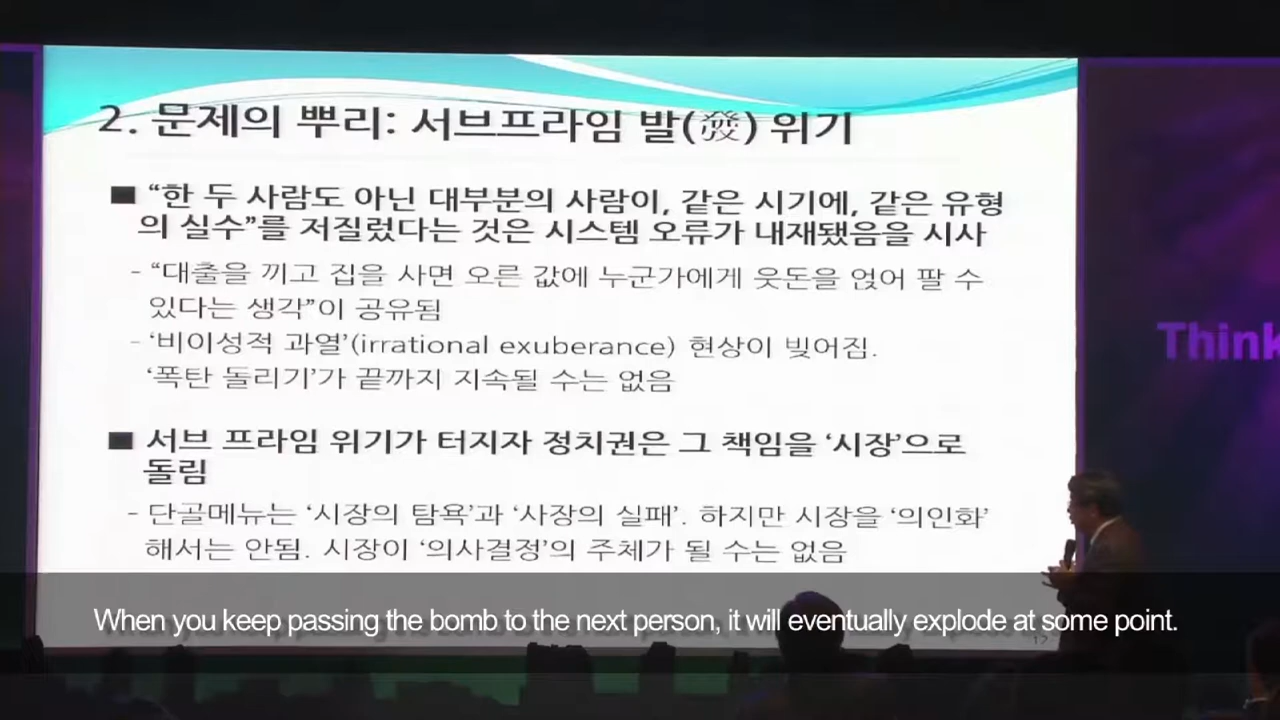 2. 문제의 뿌리: 서브프라임 발(發) 위기
■ “한 두 사람도 아닌 대부분의 사람이, 같은 시기에, 같은 유형
의 실수”를 저질렀다는 것은 시스템 오류가 내재됐음을 시사
- “대출을 끼고 집을 사면 오른 값에 누군가에게 웃돈을 얹어 팔 수
있다는 생각”이 공유됨
- ‘비이성적 과열’(irrational exuberance) 현상이 빚어짐.
‘폭탄 돌리기’가 끝까지 지속될 수는 없음
■ 서브 프라임 위기가 터지자 정치권은 그 책임을 ‘시장’으로
돌림
- 단골메뉴는 ‘시장의 탐욕’과 ‘사장의 실패’. 하지만 시장을 ‘의인화’
해서는 안됨. 시장이 ‘의사결정’의 주체가 될 수는 없음
Think
When you keep passing the bomb to the next person, it will eventually explode at some point.